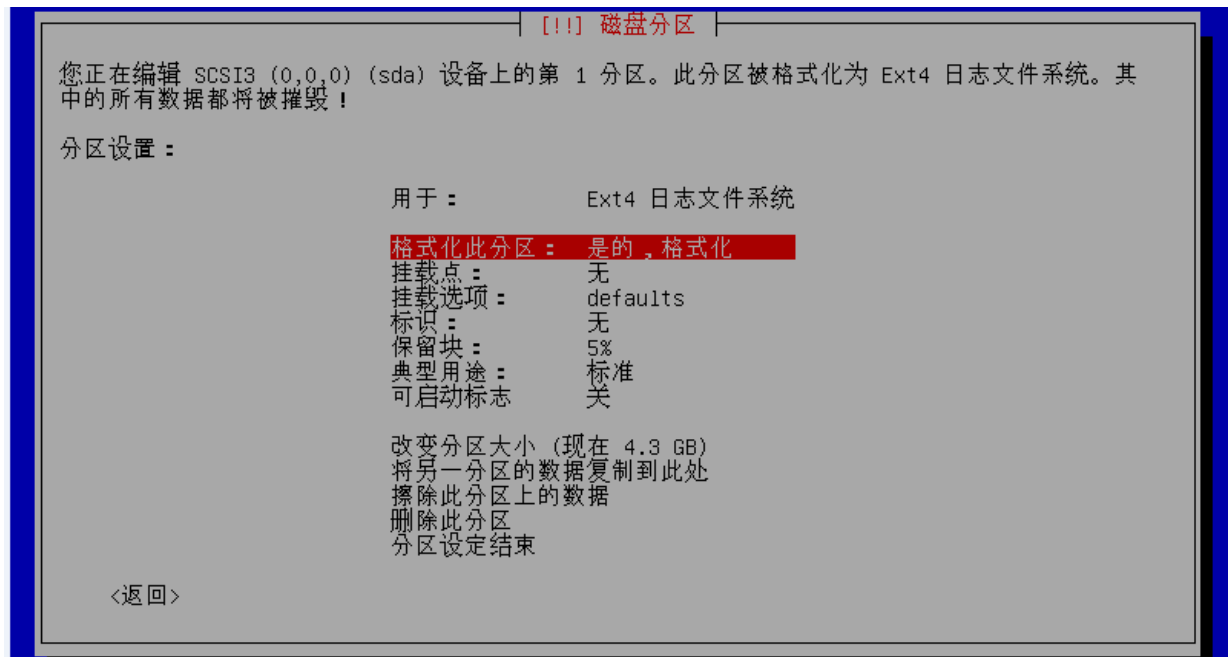 [!!] 磁盘分区
您正在编辑 SCSI3 (0,0,0) (sda) 设备上的第 1 分区。此分区被格式化为 Ext4 日志文件系统。其
中的所有数据都将被摧毁！
分区设置：
用于： Ext4 日志文件系统
格式化此分区： 是的，格式化
挂载点： 无
挂载选项： defaults
标识： 无
保留块： 5%
典型用途： 标准
可启动标志 关
改变分区大小 (现在 4.3 GB)
将另一分区的数据复制到此处
擦除此分区上的数据
删除此分区
分区设定结束
<返回>